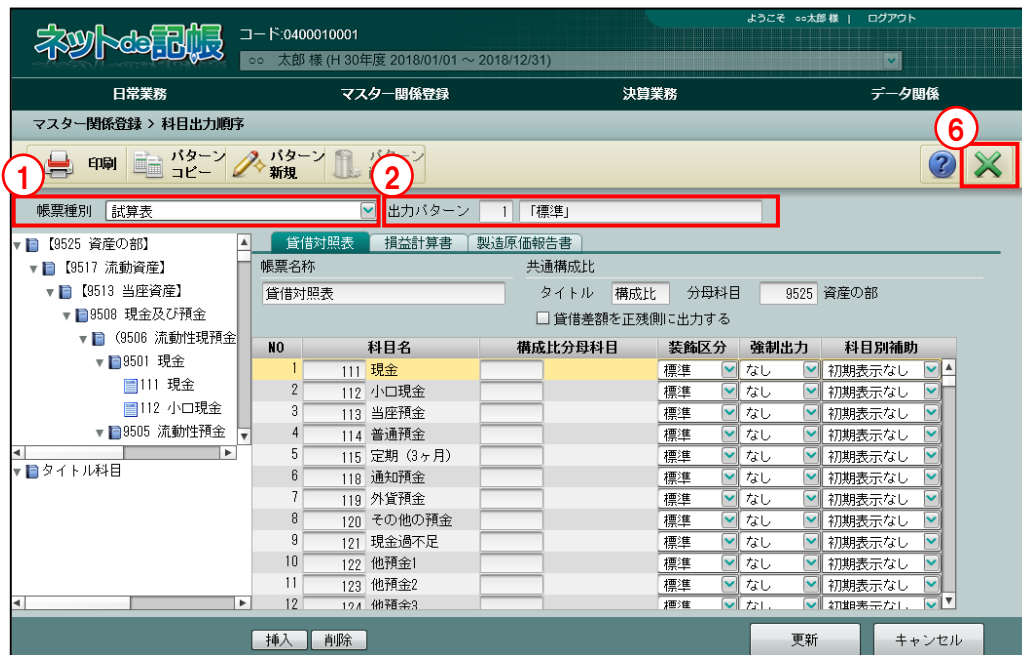 ネットde記帳
ようこそ ○○太郎 様 | ログアウト
コード:0400010001
○○ 太郎 様 (H 30年度 2018/01/01 ～ 2018/12/31)
日常業務 マスター関係登録 決算業務 データ関係
マスター関係登録 > 科目出力順序
⑥
印刷 パターンコピー パターン新規 パターン
①
②
帳票種別 試算表 出力パターン 1 「標準」
【9525 資産の部】
【9517 流動資産】
【9513 当座資産】
9508 現金及び預金
(9506 流動性現預金
9501 現金
111 現金
112 小口現金
9505 流動性預金
タイトル科目
貸借対照表 損益計算書 製造原価報告書
帳票名称 共通構成比
貸借対照表 タイトル 構成比 分母科目 9525 資産の部
貸借差額を正残側に出力する
NO 科目名 構成比分母科目 装飾区分 強制出力 科目別補助
1 111 現金 標準 なし 初期表示なし
2 112 小口現金 標準 なし 初期表示なし
3 113 当座預金 標準 なし 初期表示なし
4 114 普通預金 標準 なし 初期表示なし
5 115 定期（3ヶ月） 標準 なし 初期表示なし
6 118 通知預金 標準 なし 初期表示なし
7 119 外貨預金 標準 なし 初期表示なし
8 120 その他の預金 標準 なし 初期表示なし
9 121 現金過不足 標準 なし 初期表示なし
10 122 他預金1 標準 なし 初期表示なし
11 123 他預金2 標準 なし 初期表示なし
12 124 他預金3 標準 なし 初期表示なし
挿入 削除 更新 キャンセル